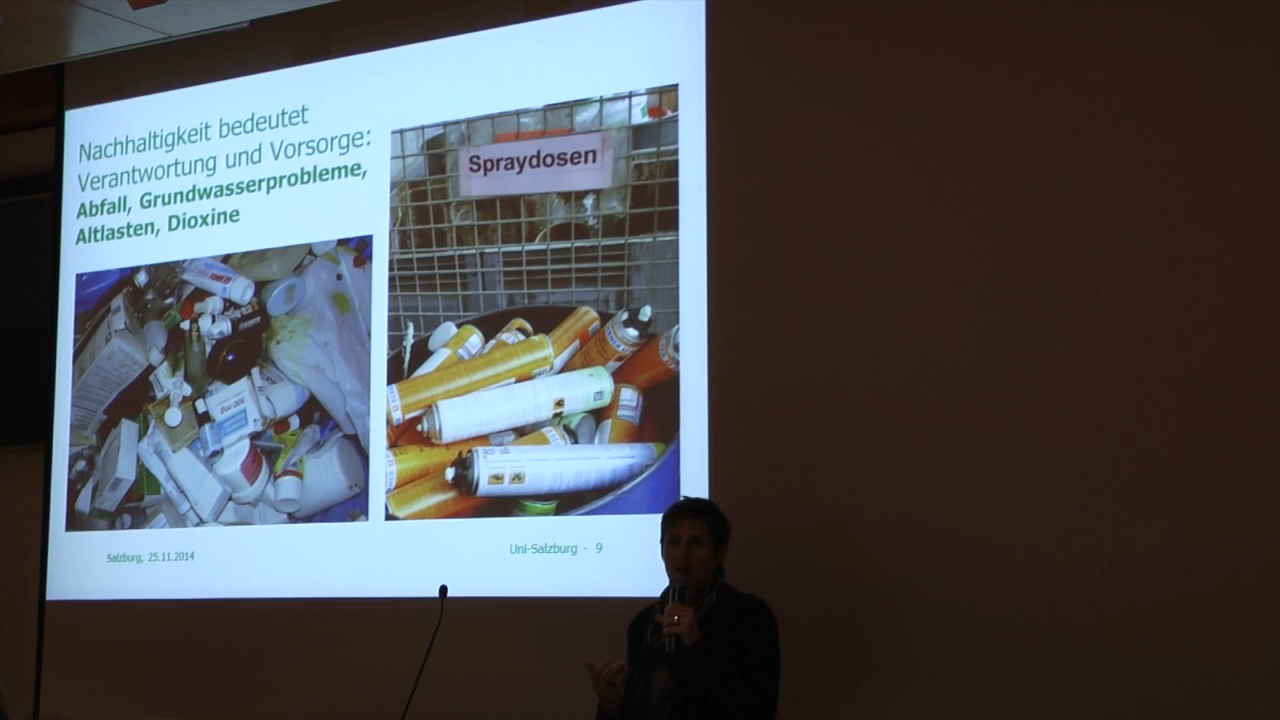 Nachhaltigkeit bedeutet
Verantwortung und Vorsorge:
Abfall, Grundwasserprobleme,
Altlasten, Dioxine
Spraydosen
Salzburg, 25.11.2014
Uni-Salzburg - 9